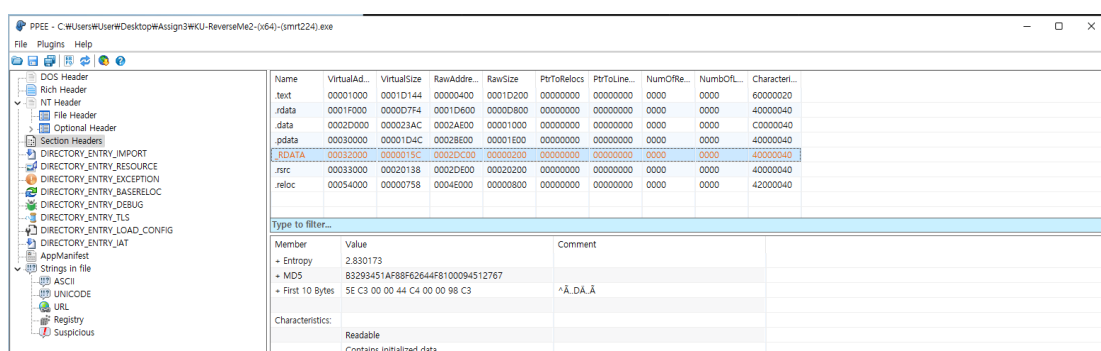 PPEE - C:₩Users₩User₩Desktop₩Assign3₩KU-ReverseMe2-(x64)-(smrt224).exe
File Plugins Help
DOS Header
Rich Header
NT Header
File Header
Optional Header
Section Headers
DIRECTORY_ENTRY_IMPORT
DIRECTORY_ENTRY_RESOURCE
DIRECTORY_ENTRY_EXCEPTION
DIRECTORY_ENTRY_BASERELOC
DIRECTORY_ENTRY_DEBUG
DIRECTORY_ENTRY_TLS
DIRECTORY_ENTRY_LOAD_CONFIG
DIRECTORY_ENTRY_IAT
AppManifest
Strings in file
ASCII
UNICODE
URL
Registry
Suspicious
Name VirtualAd... VirtualSize RawAddre... RawSize PtrToRelocs PtrToLine... NumOfRe... NumbOfL... Characteri...
.text 00001000 0001D144 00000400 0001D200 00000000 00000000 0000 0000 60000020
.rdata 0001F000 0000D7F4 0001D600 0000D800 00000000 00000000 0000 0000 40000040
.data 0002D000 000023AC 0002AE00 00001000 00000000 00000000 0000 0000 C0000040
.pdata 00030000 00001D4C 0002BE00 00001E00 00000000 00000000 0000 0000 40000040
_RDATA 00032000 0000015C 0002DC00 00000200 00000000 00000000 0000 0000 40000040
.rsrc 00033000 00020138 0002DE00 00020200 00000000 00000000 0000 0000 40000040
.reloc 00054000 00000758 0004E000 00000800 00000000 00000000 0000 0000 42000040
Type to filter...
Member Value Comment
+ Entropy 2.830173
+ MD5 B3293451AF88F62644F8100094512767
+ First 10 Bytes 5E C3 00 00 44 C4 00 00 98 C3 ^Ã..DÄ..Ã
Characteristics:
Readable
Contains initialized data